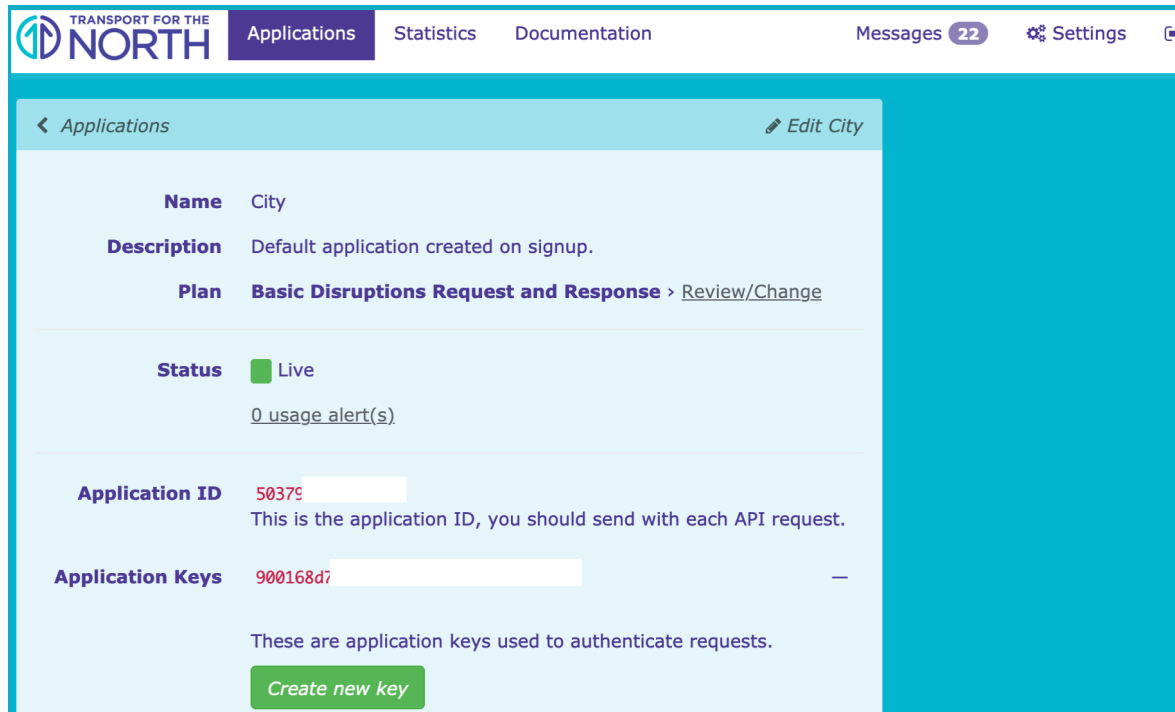 TRANSPORT FOR THE
NORTH
Applications
Statistics
Documentation
Messages 22
Settings
Applications
Edit City
Name City
Description Default application created on signup.
Plan Basic Disruptions Request and Response › Review/Change
Status Live
0 usage alert(s)
Application ID 50379
This is the application ID, you should send with each API request.
Application Keys 900168d7
—
These are application keys used to authenticate requests.
Create new key